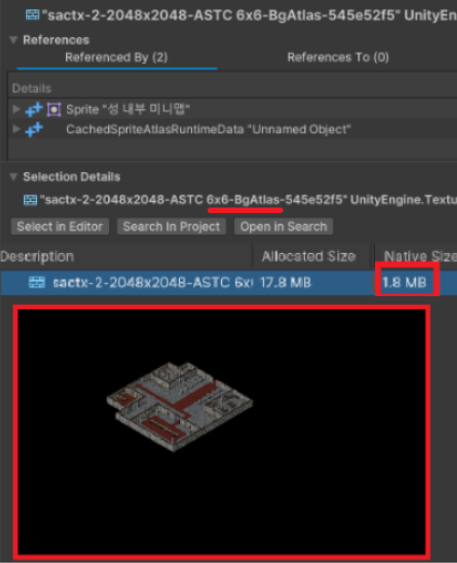 "sactx-2-2048x2048-ASTC 6x6-BgAtlas-545e52f5" UnityEn
References
Referenced By (2) References To (0)
Details
Sprite "성 내부 미니맵"
CachedSpriteAtlasRuntimeData "Unnamed Object"
Selection Details
"sactx-2-2048x2048-ASTC 6x6-BgAtlas-545e52f5" UnityEngine.Textu
Select in Editor Search In Project Open in Search
Description Allocated Size Native Size
sactx-2-2048x2048-ASTC 6x 17.8 MB 1.8 MB